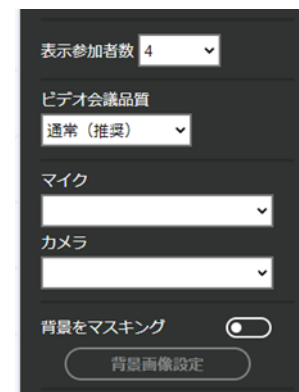 表示参加者数 4
ビデオ会議品質
通常（推奨）
マイク
カメラ
背景をマスキング
背景画像設定